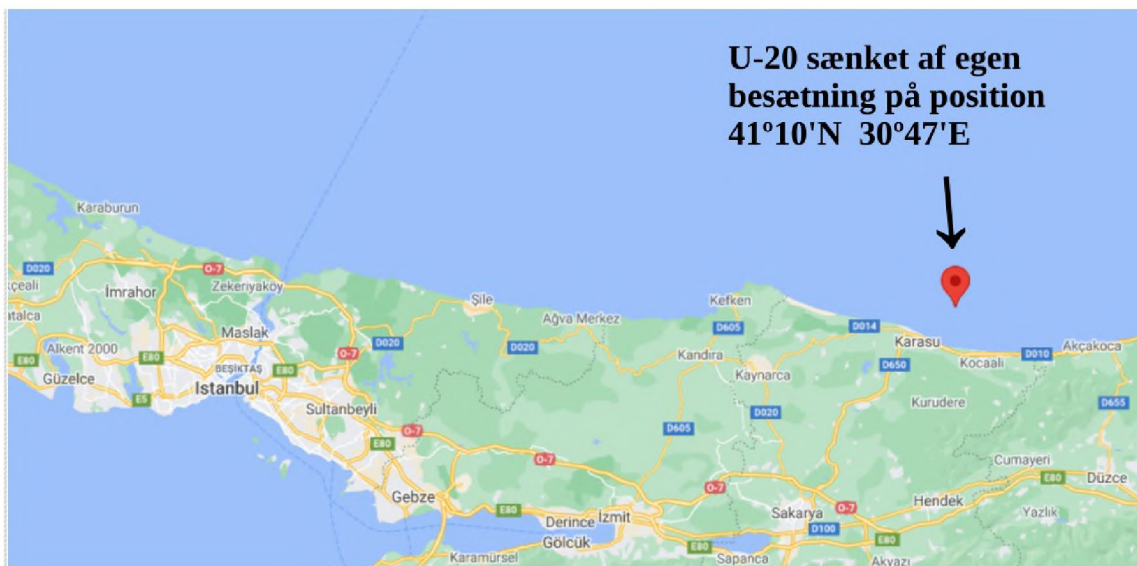 U-20 sænket af egen
besætning på position
41º10'N  30º47'E
Karaburun
D020
O-7
kçeali
İmrahor
Zekeriyaköy
atalca
Maslak
Şile
Ağva Merkez
Kefken
D605
D014
Karasu
Akçakoca
D010
Kocaali
E80
Alkent 2000
E80
BEŞİKTAŞ
E80
O-7
D020
D020
Kandıra
Kaynarca
D650
Güzelce
E5
Istanbul
Sultanbeyli
Kurudere
D655
E80
O-7
D605
D020
O-7
Cumayeri
E80
Düzce
Gebze
O-7
Hendek
E80
Derince
İzmit
Sakarya
O-7
Yazlık
D100
Gölcük
E80
Karamürsel
Sapanca
Akyazı